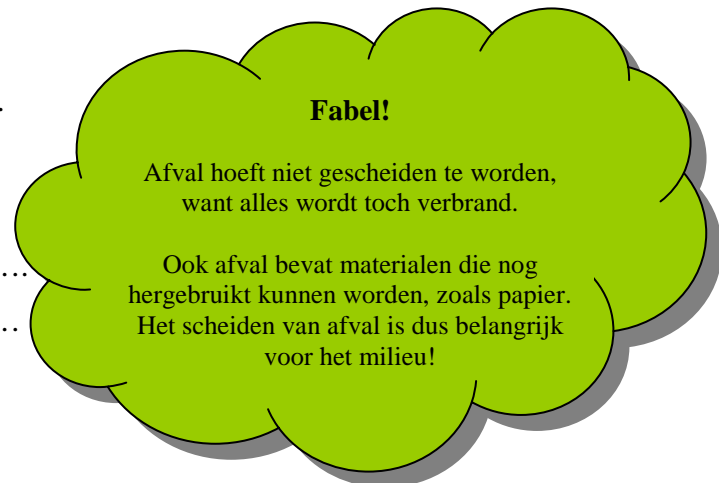 Fabel!
Afval hoeft niet gescheiden te worden,
want alles wordt toch verbrand.
Ook afval bevat materialen die nog
hergebruikt kunnen worden, zoals papier.
Het scheiden van afval is dus belangrijk
voor het milieu!